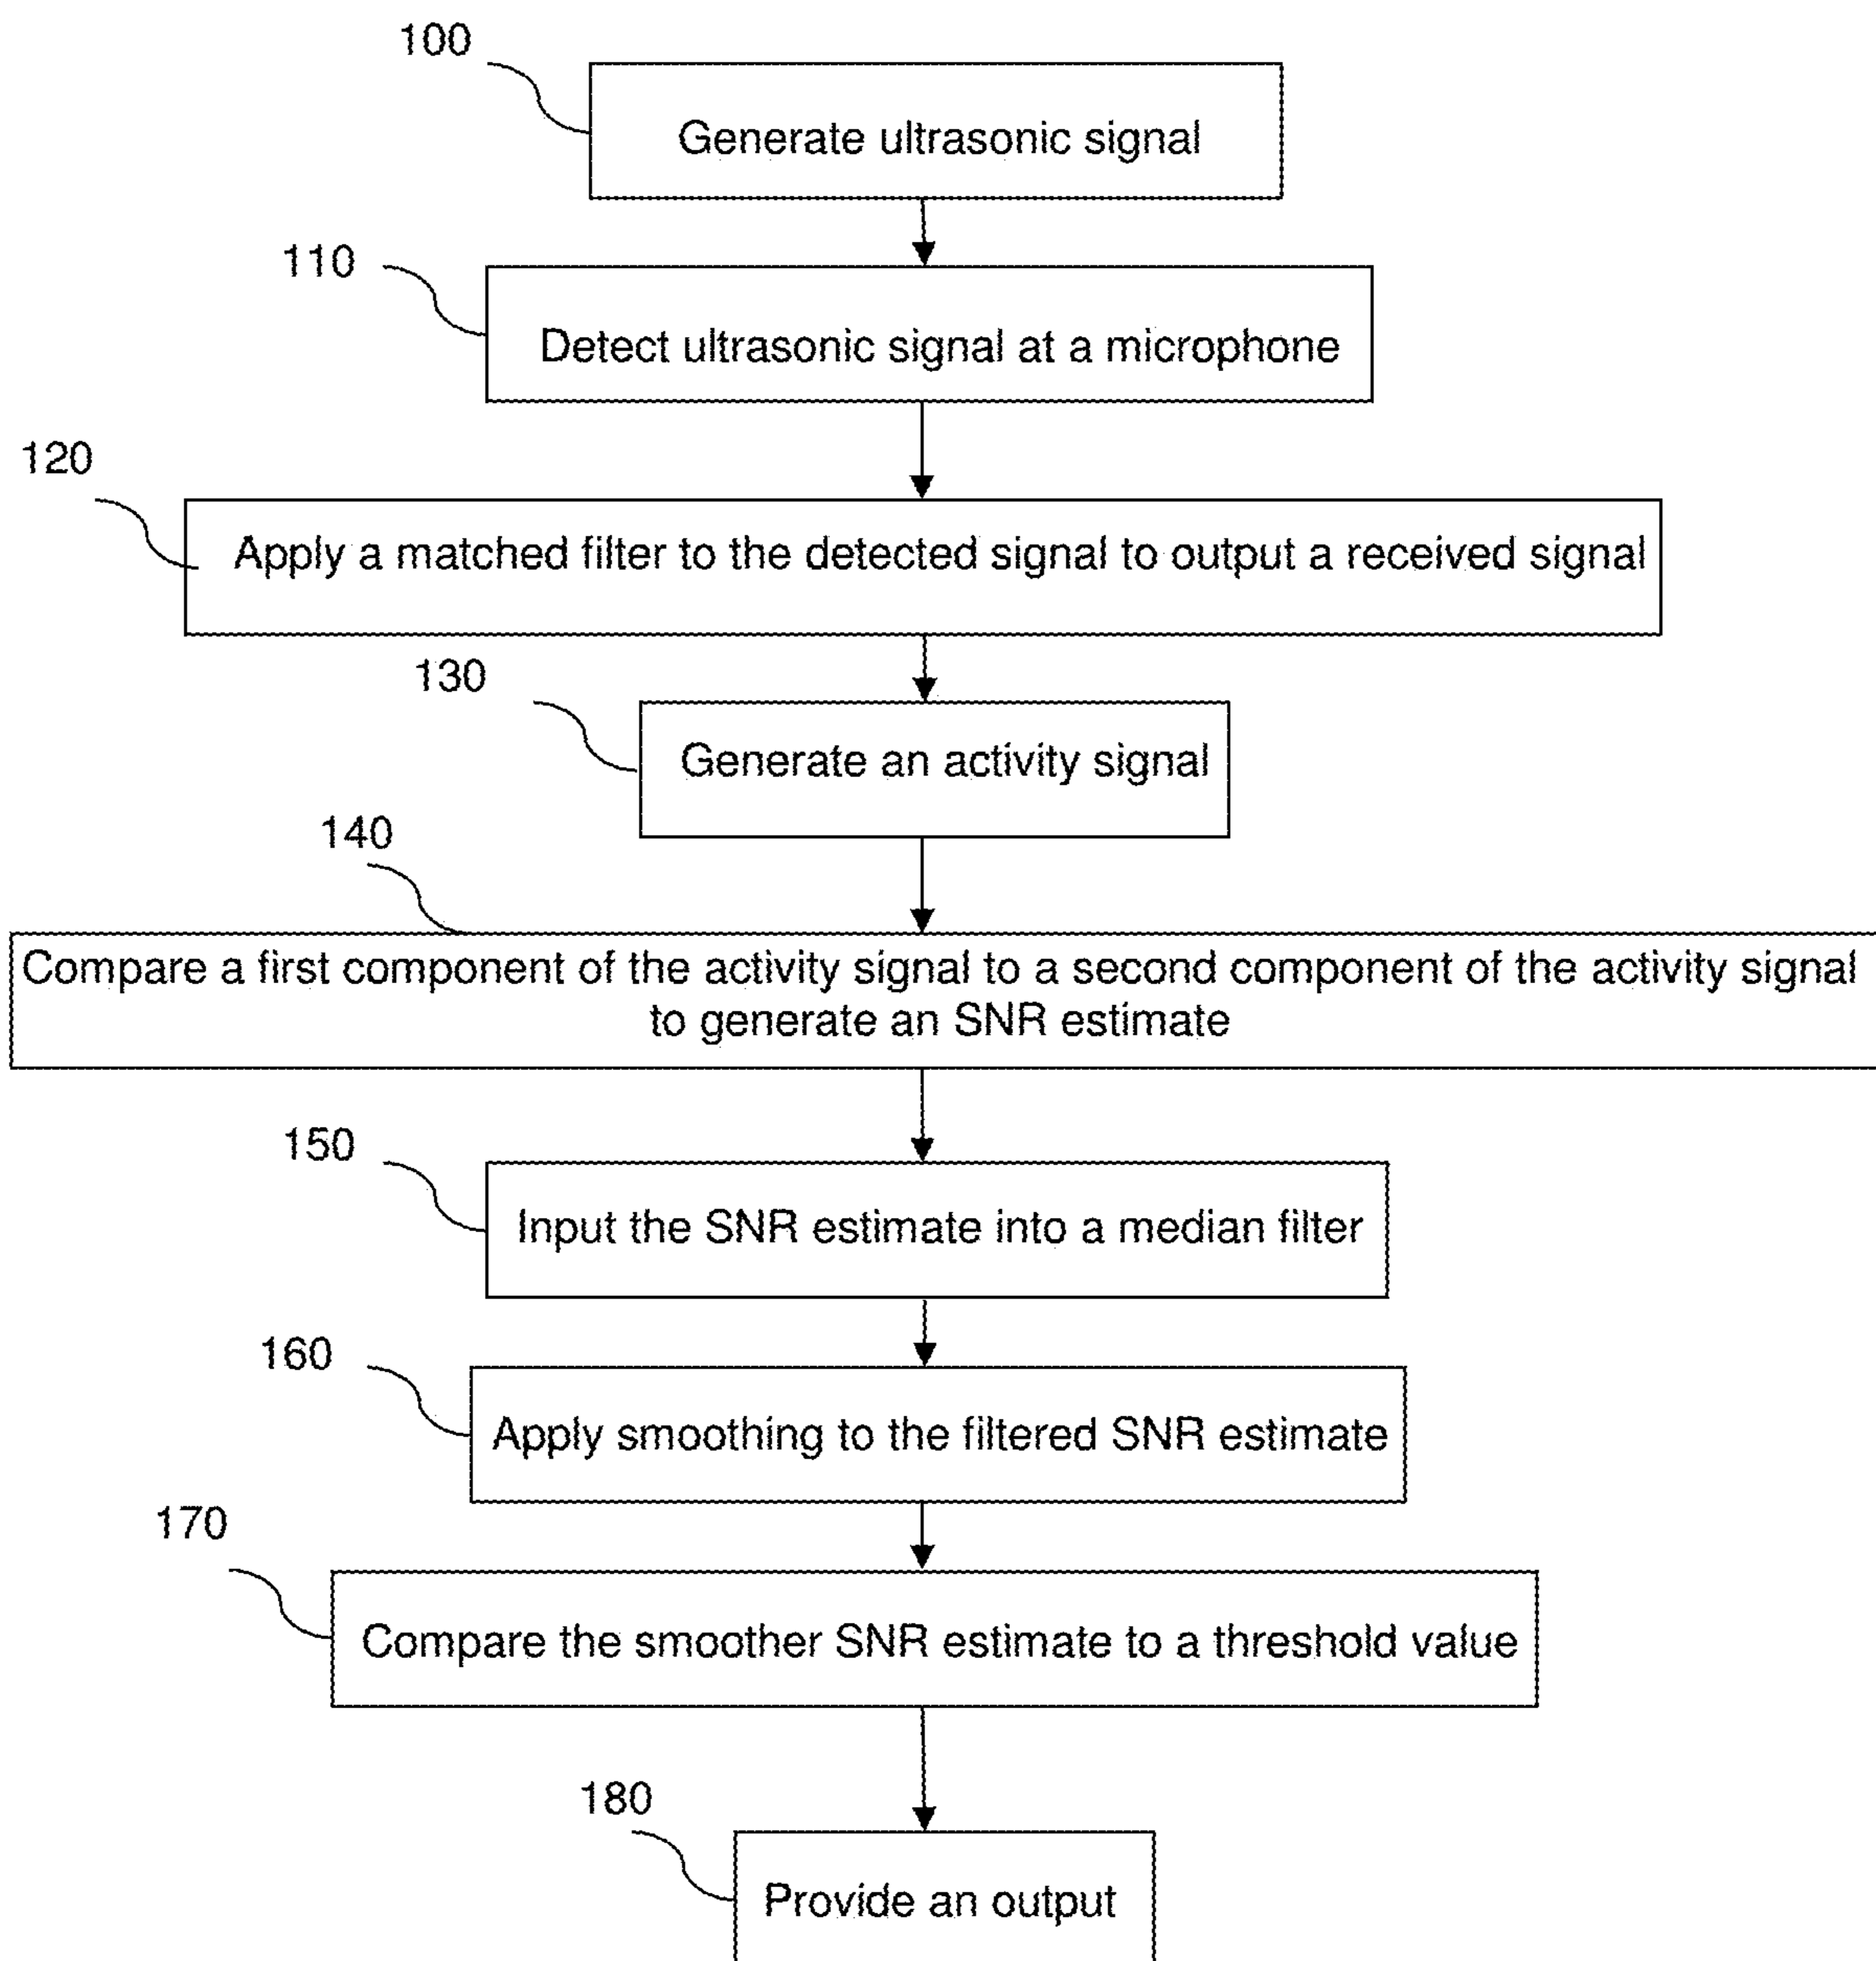 100
Generate ultrasonic signal
110
Detect ultrasonic signal at a microphone
120
Apply a matched filter to the detected signal to output a received signal
130
Generate an activity signal
140
Compare a first component of the activity signal to a second component of the activity signal
to generate an SNR estimate
150
Input the SNR estimate into a median filter
160
Apply smoothing to the filtered SNR estimate
170
Compare the smoother SNR estimate to a threshold value
180
Provide an output